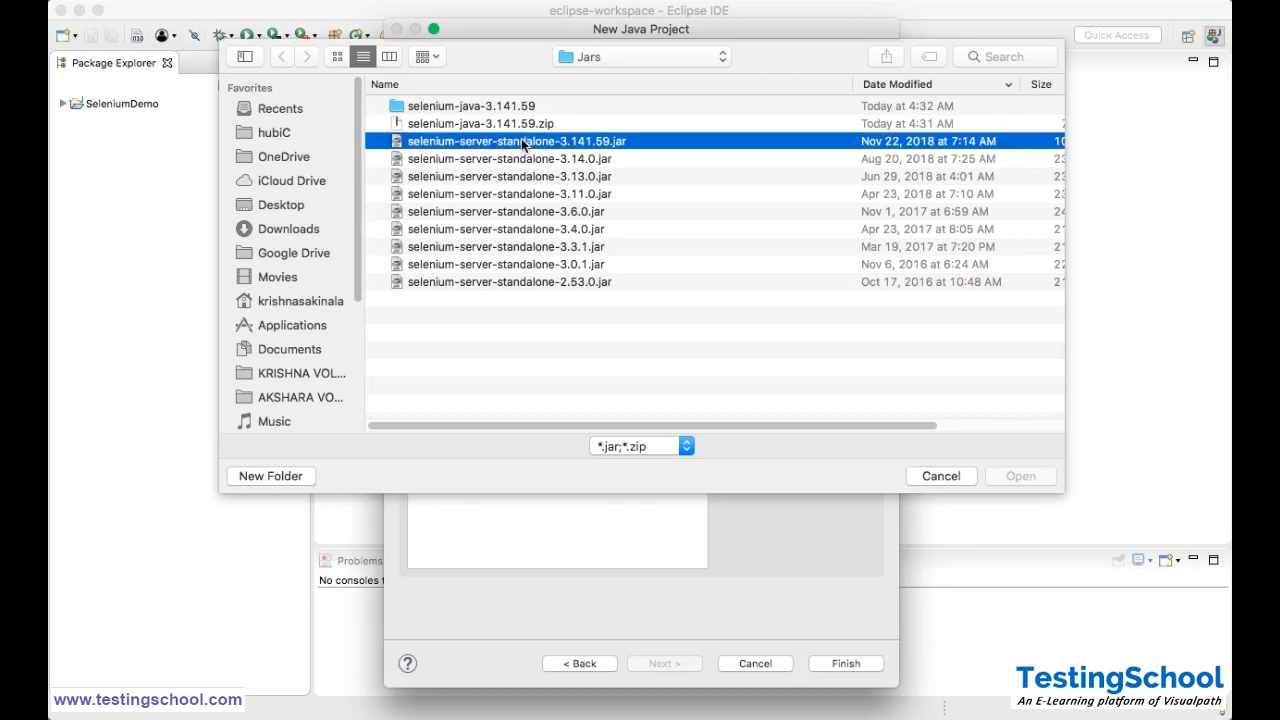 eclipse-workspace - Eclipse IDE
New Java Project
Quick Access
Package Explorer
Jars
Search
SeleniumDemo
Favorites
Recents
hubiC
OneDrive
iCloud Drive
Desktop
Downloads
Google Drive
Movies
krishnasakinala
Applications
Documents
KRISHNA VOL...
AKSHARA VO...
Music
Name Date Modified Size
selenium-java-3.141.59 Today at 4:32 AM
selenium-java-3.141.59.zip Today at 4:31 AM
selenium-server-standalone-3.141.59.jar Nov 22, 2018 at 7:14 AM 10
selenium-server-standalone-3.14.0.jar Aug 20, 2018 at 7:25 AM 23
selenium-server-standalone-3.13.0.jar Jun 29, 2018 at 4:01 AM 23
selenium-server-standalone-3.11.0.jar Apr 23, 2018 at 7:10 AM 23
selenium-server-standalone-3.6.0.jar Nov 1, 2017 at 6:59 AM 24
selenium-server-standalone-3.4.0.jar Apr 23, 2017 at 8:05 AM 21
selenium-server-standalone-3.3.1.jar Mar 19, 2017 at 7:20 PM 21
selenium-server-standalone-3.0.1.jar Nov 6, 2016 at 6:24 AM 22
selenium-server-standalone-2.53.0.jar Oct 17, 2016 at 10:48 AM 21
*.jar;*.zip
New Folder
Cancel
Open
Problems
No consoles
?
< Back
Next >
Cancel
Finish
www.testingschool.com
TestingSchool
An E-Learning platform of Visualpath